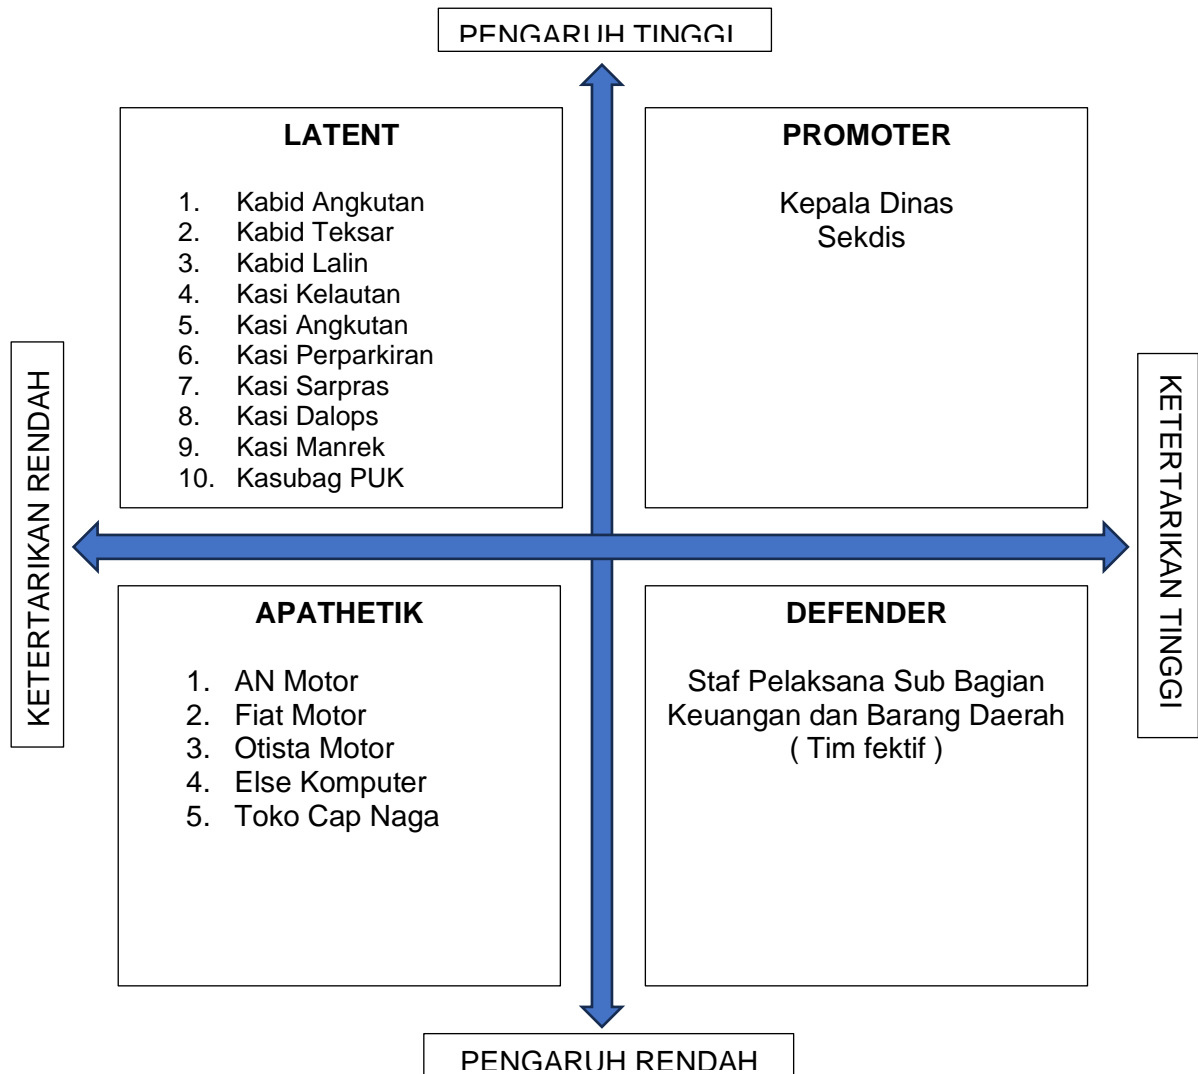 PENGARUH TINGGI
LATENT
1. Kabid Angkutan
2. Kabid Teksar
3. Kabid Lalin
4. Kasi Kelautan
5. Kasi Angkutan
6. Kasi Perparkiran
7. Kasi Sarpras
8. Kasi Dalops
9. Kasi Manrek
10. Kasubag PUK
PROMOTER
Kepala Dinas
Sekdis
KETERTARIKAN RENDAH
KETERTARIKAN TINGGI
APATHETIK
1. AN Motor
2. Fiat Motor
3. Otista Motor
4. Else Komputer
5. Toko Cap Naga
DEFENDER
Staf Pelaksana Sub Bagian
Keuangan dan Barang Daerah
( Tim fektif )
PENGARUH RENDAH